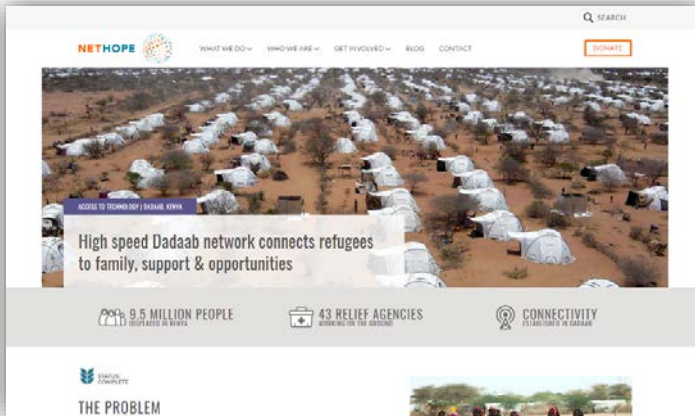 SEARCH
NETHOPE
WHAT WE DO
WHO WE ARE
GET INVOLVED
BLOG
CONTACT
DONATE
ACCESS TO TECHNOLOGY | DADAAB, KENYA
High speed Dadaab network connects refugees
to family, support & opportunities
9.5 MILLION PEOPLE
DISPLACED IN KENYA
43 RELIEF AGENCIES
WORKING ON THE GROUND
CONNECTIVITY
ESTABLISHED IN DADAAB
STATUS:
COMPLETE
THE PROBLEM